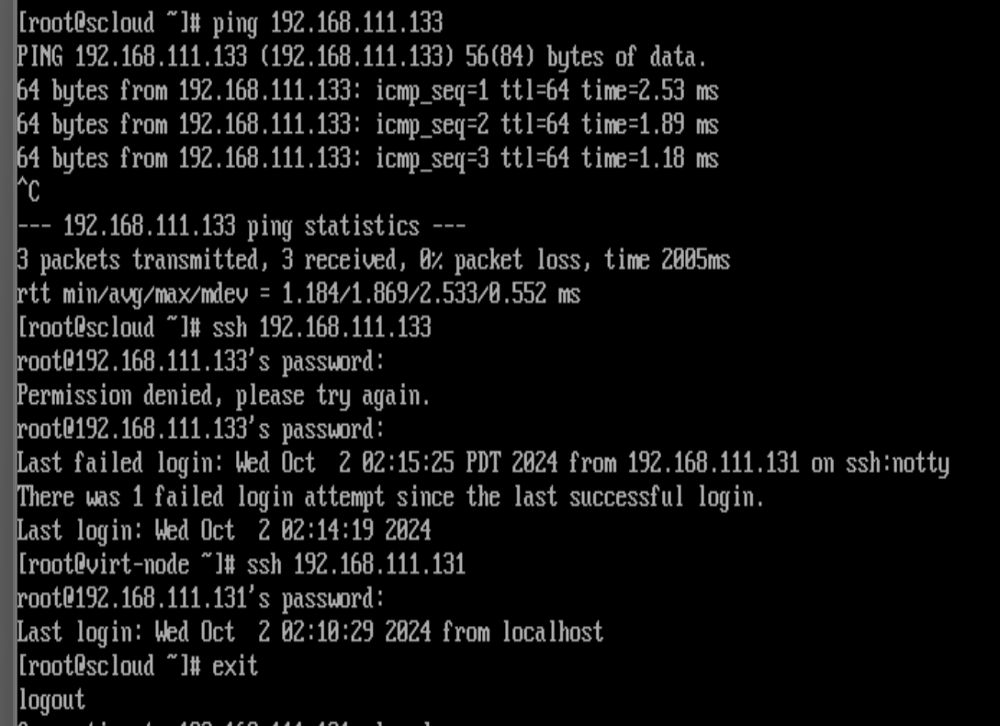 [root@scloud ~]# ping 192.168.111.133
PING 192.168.111.133 (192.168.111.133) 56(84) bytes of data.
64 bytes from 192.168.111.133: icmp_seq=1 ttl=64 time=2.53 ms
64 bytes from 192.168.111.133: icmp_seq=2 ttl=64 time=1.89 ms
64 bytes from 192.168.111.133: icmp_seq=3 ttl=64 time=1.18 ms
^C
--- 192.168.111.133 ping statistics ---
3 packets transmitted, 3 received, 0% packet loss, time 2005ms
rtt min/avg/max/mdev = 1.184/1.869/2.533/0.552 ms
[root@scloud ~]# ssh 192.168.111.133
root@192.168.111.133's password:
Permission denied, please try again.
root@192.168.111.133's password:
Last failed login: Wed Oct  2 02:15:25 PDT 2024 from 192.168.111.131 on ssh:notty
There was 1 failed login attempt since the last successful login.
Last login: Wed Oct  2 02:14:19 2024
[root@virt-node ~]# ssh 192.168.111.131
root@192.168.111.131's password:
Last login: Wed Oct  2 02:10:29 2024 from localhost
[root@scloud ~]# exit
logout